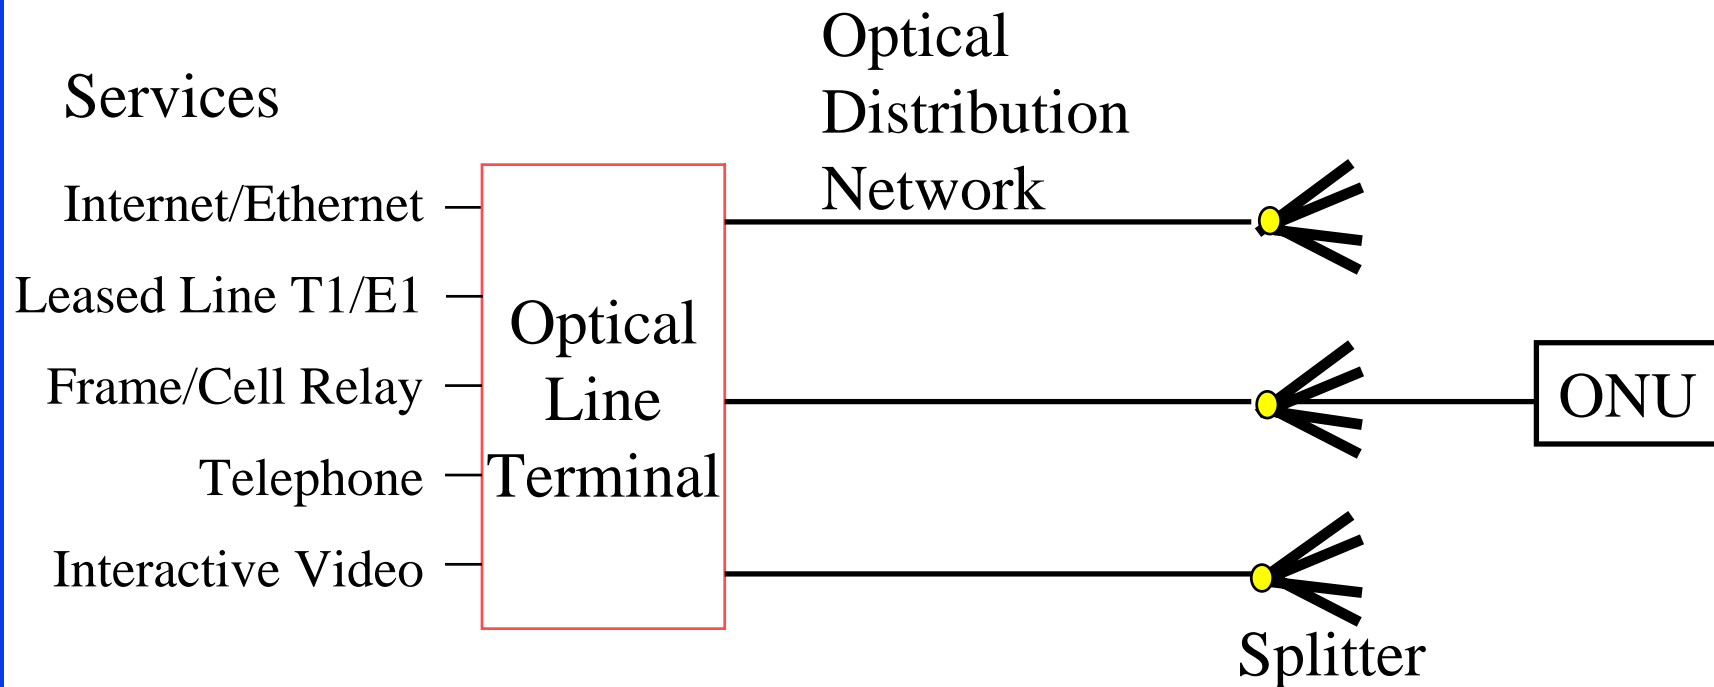 Services
Internet/Ethernet
Leased Line T1/E1
Frame/Cell Relay
Telephone
Interactive Video
Optical
Line
Terminal
Optical
Distribution
Network
Splitter
ONU